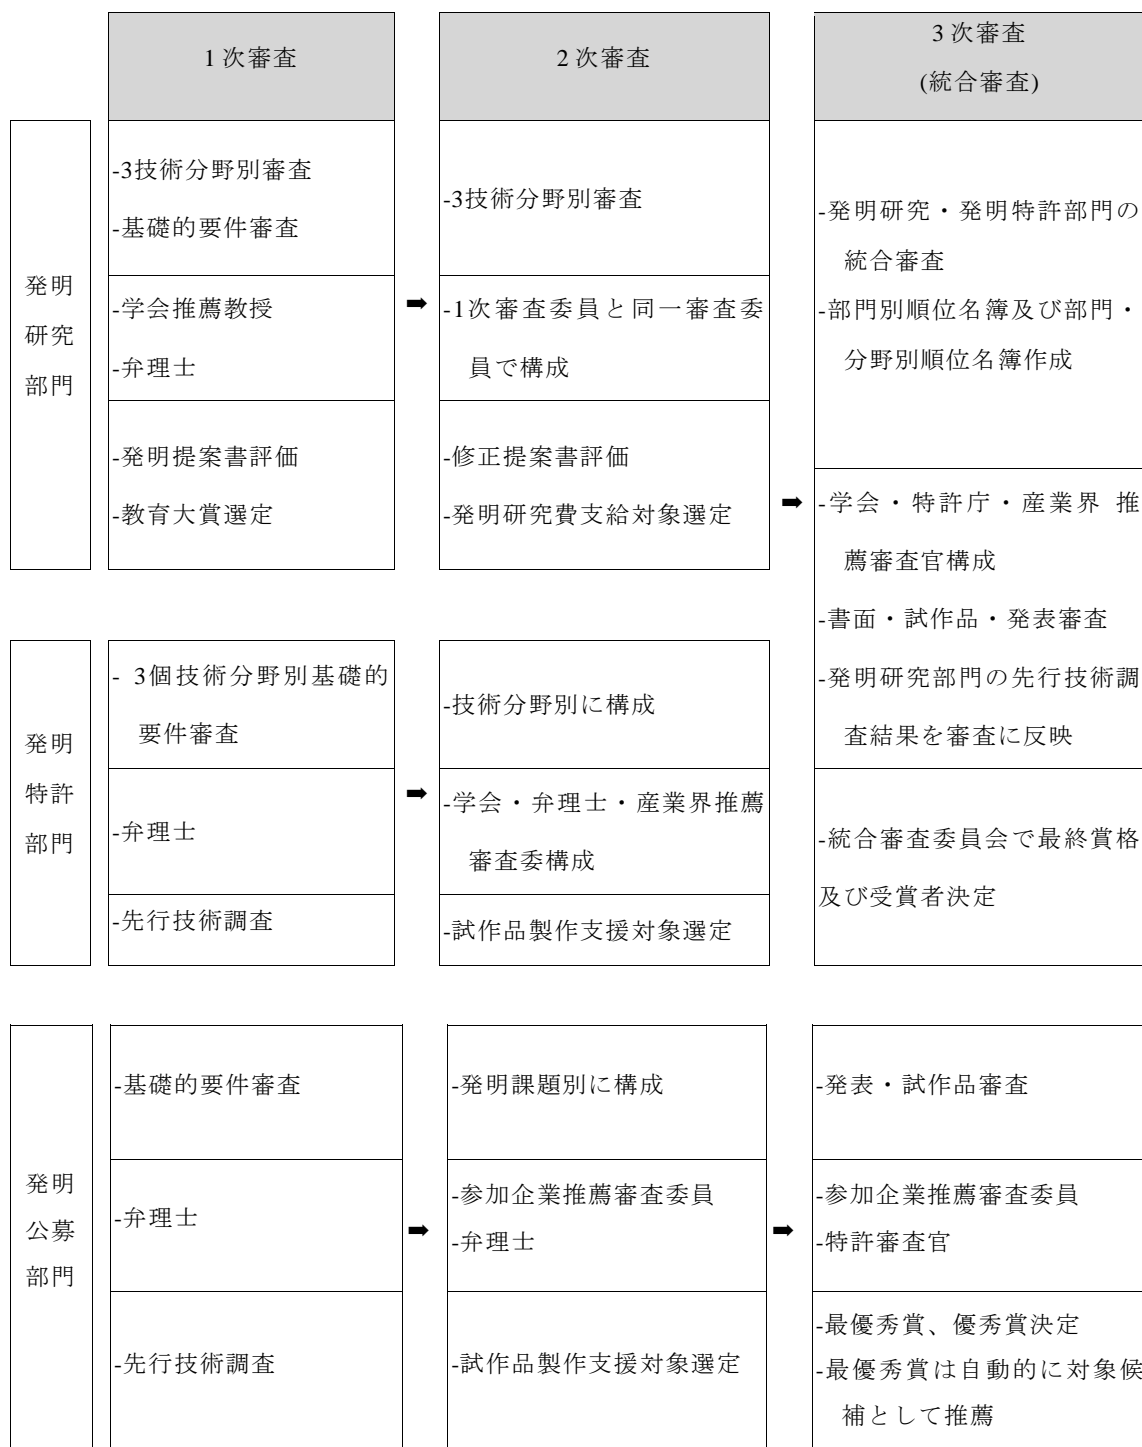 1次審査
2次審査
3次審査
(統合審査)
発明
研究
部門
-3技術分野別審査
-基礎的要件審査
-学会推薦教授
-弁理士
-発明提案書評価
-教育大賞選定
➡
-3技術分野別審査
-1次審査委員と同一審査委
員で構成
-修正提案書評価
-発明研究費支給対象選定
➡
-発明研究・発明特許部門の
統合審査
-部門別順位名簿及び部門・
分野別順位名簿作成
-学会・特許庁・産業界 推
薦審査官構成
-書面・試作品・発表審査
-発明研究部門の先行技術調
査結果を審査に反映
-統合審査委員会で最終賞格
及び受賞者決定
発明
特許
部門
- 3個技術分野別基礎的
要件審査
-弁理士
-先行技術調査
➡
-技術分野別に構成
-学会・弁理士・産業界推薦
審査委構成
-試作品製作支援対象選定
発明
公募
部門
-基礎的要件審査
-弁理士
-先行技術調査
➡
-発明課題別に構成
-参加企業推薦審査委員
-弁理士
-試作品製作支援対象選定
➡
-発表・試作品審査
-参加企業推薦審査委員
-特許審査官
-最優秀賞、優秀賞決定
-最優秀賞は自動的に対象候
補として推薦